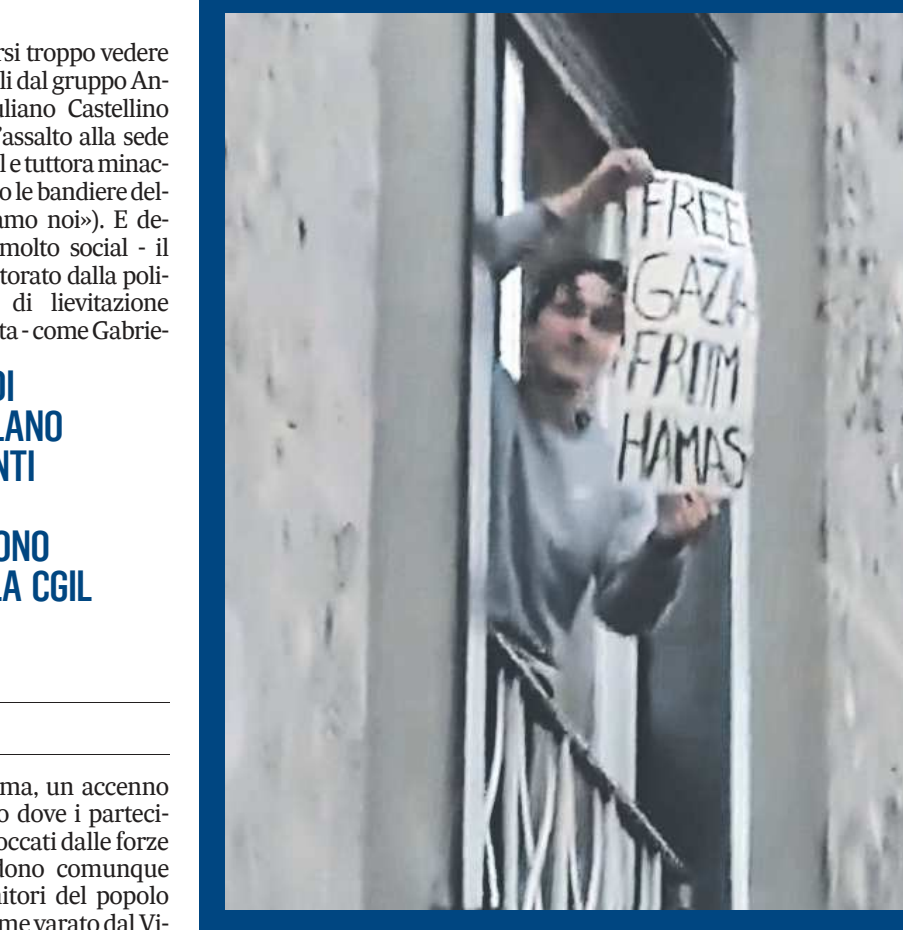 rsi troppo vedere
li dal gruppo An-
uliano Castellino
'assalto alla sede
l e tuttora minac-
o le bandiere del-
amo noi»). E de-
molto social - il
torato dalla poli-
di lievitazione
ta - come Gabrie-
DI
LANO
NTI
ONO
LA CGIL
ma, un accenno
o dove i parteci-
occati dalle forze
dono comunque
nitori del popolo
me varato dal Vi-
FREE
GAZA
FROM
HAMAS